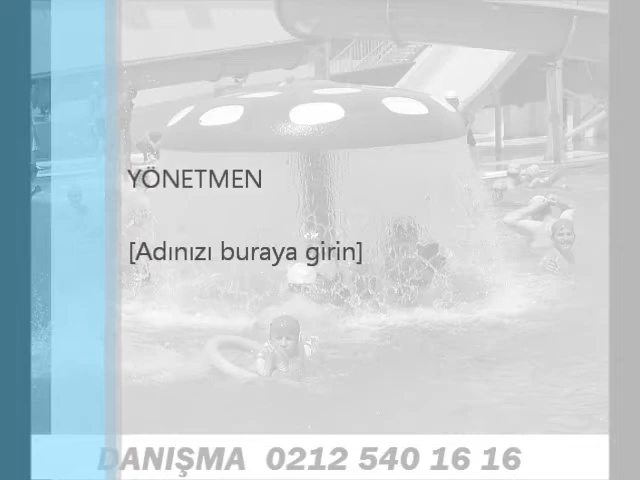 YÖNETMEN
[Adınızı buraya girin]
DANIŞMA 0212 540 16 16